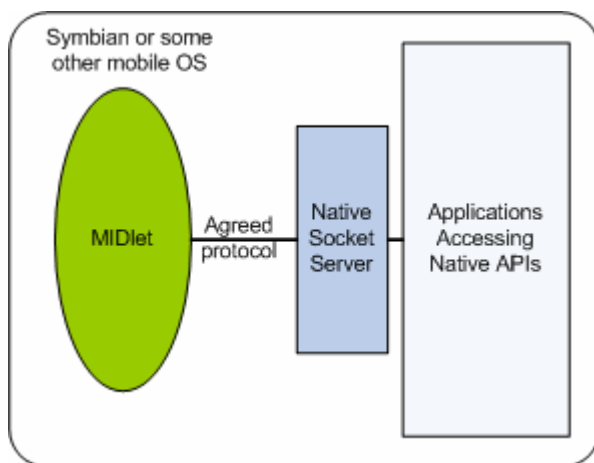 Symbian or some
other mobile OS
MIDlet
Agreed
protocol
Native
Socket
Server
Applications
Accessing
Native APIs